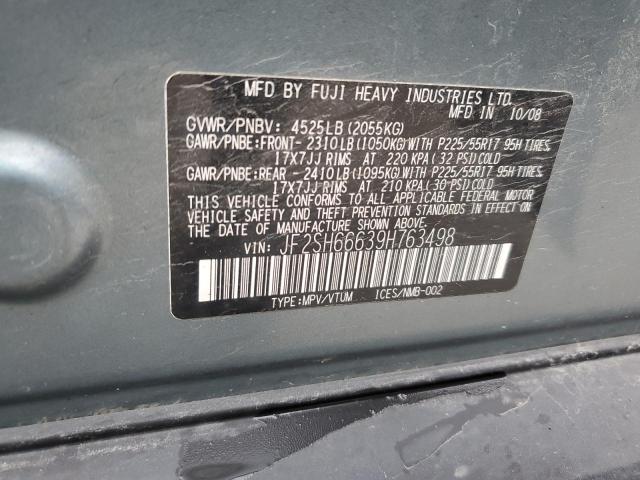 MFD BY FUJI HEAVY INDUSTRIES LTD.
MFD IN 10/08
GVWR/PNBV: 4525LB(2055KG)
GAWR/PNBE:FRONT- 2310LB(1050KG)WITH P225/55R17 95H TIRES,
17X7JJ RIMS AT 220 KPA(32 PSI)COLD
GAWR/PNBE:REAR - 2410LB(1095KG)WITH P225/55R17 95H TIRES,
17X7JJ RIMS AT 210 KPA(30 PSI)COLD
THIS VEHICLE CONFORMS TO ALL APPLICABLE FEDERAL MOTOR
VEHICLE SAFETY AND THEFT PREVENTION STANDARDS IN EFFECT ON
THE DATE OF MANUFACTURE SHOWN ABOVE.
VIN: JF2SH66639H763498
TYPE:MPV/VTUM ICES/NMB-002